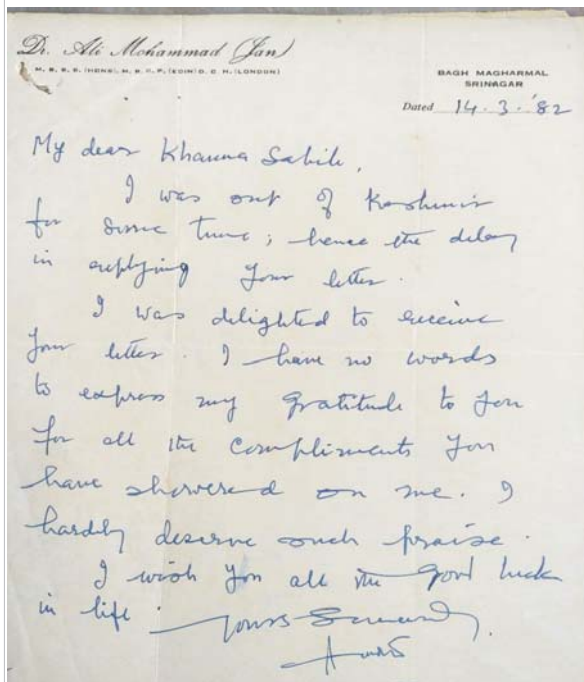 Dr. Ali Mohammad (Jan)
M. B. B. S. (HONS), M. R. C. P. (EDIN) D. C. H. (LONDON)
BAGH MAGHARMAL
SRINAGAR
Dated 14.3.'82
My dear Khanna Sahib,
I was out of Kashmir
for some time; hence the delay
in replying your letter.
I was delighted to receive
your letter. I have no words
to express my gratitude to you
for all the compliments you
have showered on me. I
hardly deserve such praise.
I wish you all the good luck
in life.
Yours Sincerely,